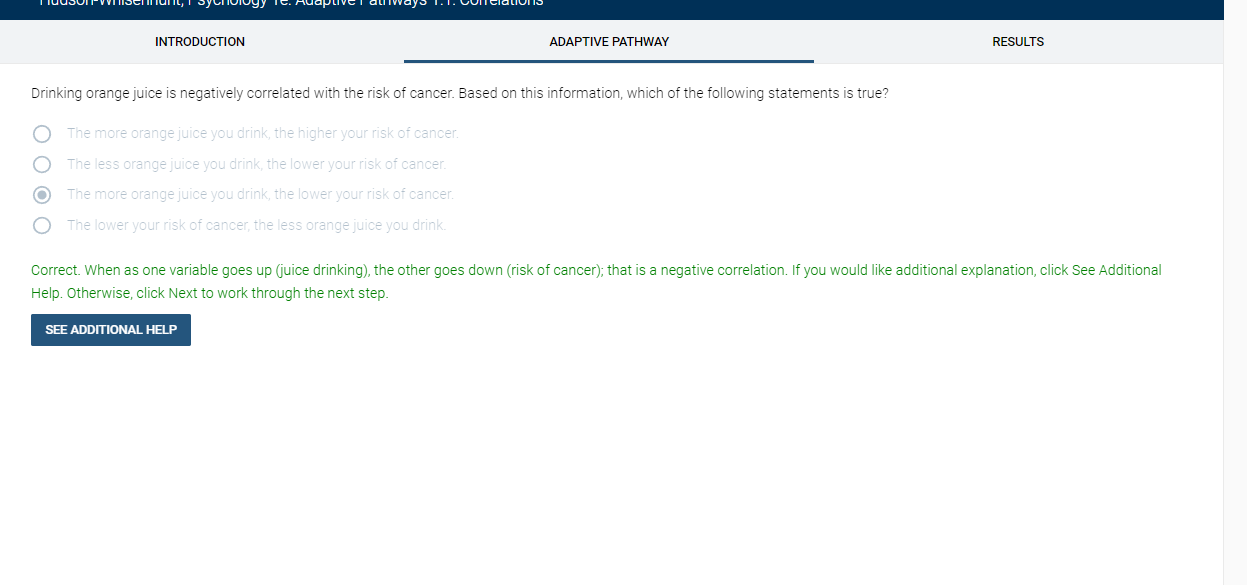 Hudson-Whisenhunt, Psychology 1e: Adaptive Pathways 1.1: Correlations
INTRODUCTION
ADAPTIVE PATHWAY
RESULTS
Drinking orange juice is negatively correlated with the risk of cancer. Based on this information, which of the following statements is true?
The more orange juice you drink, the higher your risk of cancer.
The less orange juice you drink, the lower your risk of cancer.
The more orange juice you drink, the lower your risk of cancer.
The lower your risk of cancer, the less orange juice you drink.
Correct. When as one variable goes up (juice drinking), the other goes down (risk of cancer); that is a negative correlation. If you would like additional explanation, click See Additional
Help. Otherwise, click Next to work through the next step.
SEE ADDITIONAL HELP